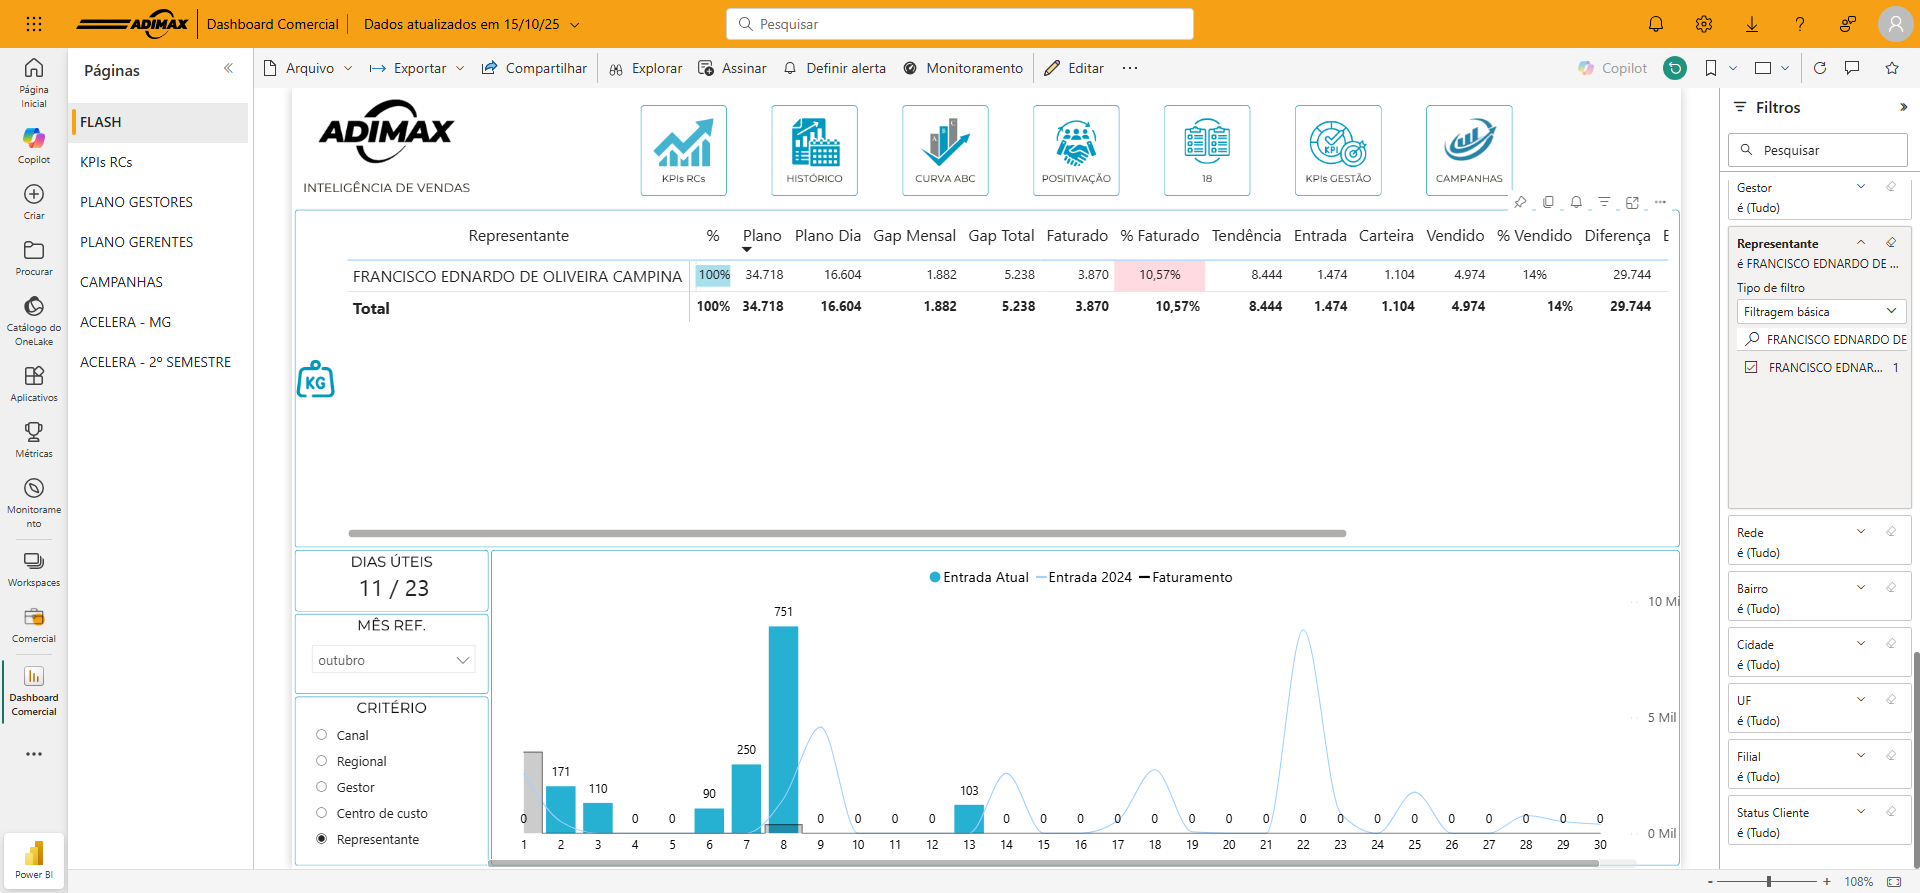 ADIMAX
Dashboard Comercial
Dados atualizados em 15/10/25
Pesquisar
Página Inicial
Copilot
Criar
Procurar
Catálogo do OneLake
Aplicativos
Métricas
Monitorame nto
Workspaces
Comercial
Dashboard Comercial
Power BI
Páginas
FLASH
KPIs RCs
PLANO GESTORES
PLANO GERENTES
CAMPANHAS
ACELERA - MG
ACELERA - 2º SEMESTRE
Arquivo
Exportar
Compartilhar
Explorar
Assinar
Definir alerta
Monitoramento
Editar
Copilot
ADIMAX
INTELIGÊNCIA DE VENDAS
KPIs RCs
HISTÓRICO
A B C
CURVA ABC
POSITIVAÇÃO
18
KPI
KPIs GESTÃO
CAMPANHAS
Representante % Plano Plano Dia Gap Mensal Gap Total Faturado % Faturado Tendência Entrada Carteira Vendido % Vendido Diferença E
FRANCISCO EDNARDO DE OLIVEIRA CAMPINA 100% 34.718 16.604 1.882 5.238 3.870 10,57% 8.444 1.474 1.104 4.974 14% 29.744
Total 100% 34.718 16.604 1.882 5.238 3.870 10,57% 8.444 1.474 1.104 4.974 14% 29.744
KG
DIAS ÚTEIS
11 / 23
MÊS REF.
outubro
CRITÉRIO
Canal
Regional
Gestor
Centro de custo
Representante
Entrada Atual Entrada 2024 Faturamento
10 Mi
5 Mil
0 Mil
0 171 110 0 0 90 250 751 0 0 0 0 103 0 0 0 0 0 0 0 0 0 0 0 0 0 0 0 0 0
1 2 3 4 5 6 7 8 9 10 11 12 13 14 15 16 17 18 19 20 21 22 23 24 25 26 27 28 29 30
Filtros
Pesquisar
Gestor
é (Tudo)
Representante
é FRANCISCO EDNARDO DE ...
Tipo de filtro
Filtragem básica
FRANCISCO EDNARDO DE
FRANCISCO EDNAR... 1
Rede
é (Tudo)
Bairro
é (Tudo)
Cidade
é (Tudo)
UF
é (Tudo)
Filial
é (Tudo)
Status Cliente
é (Tudo)
- + 108%